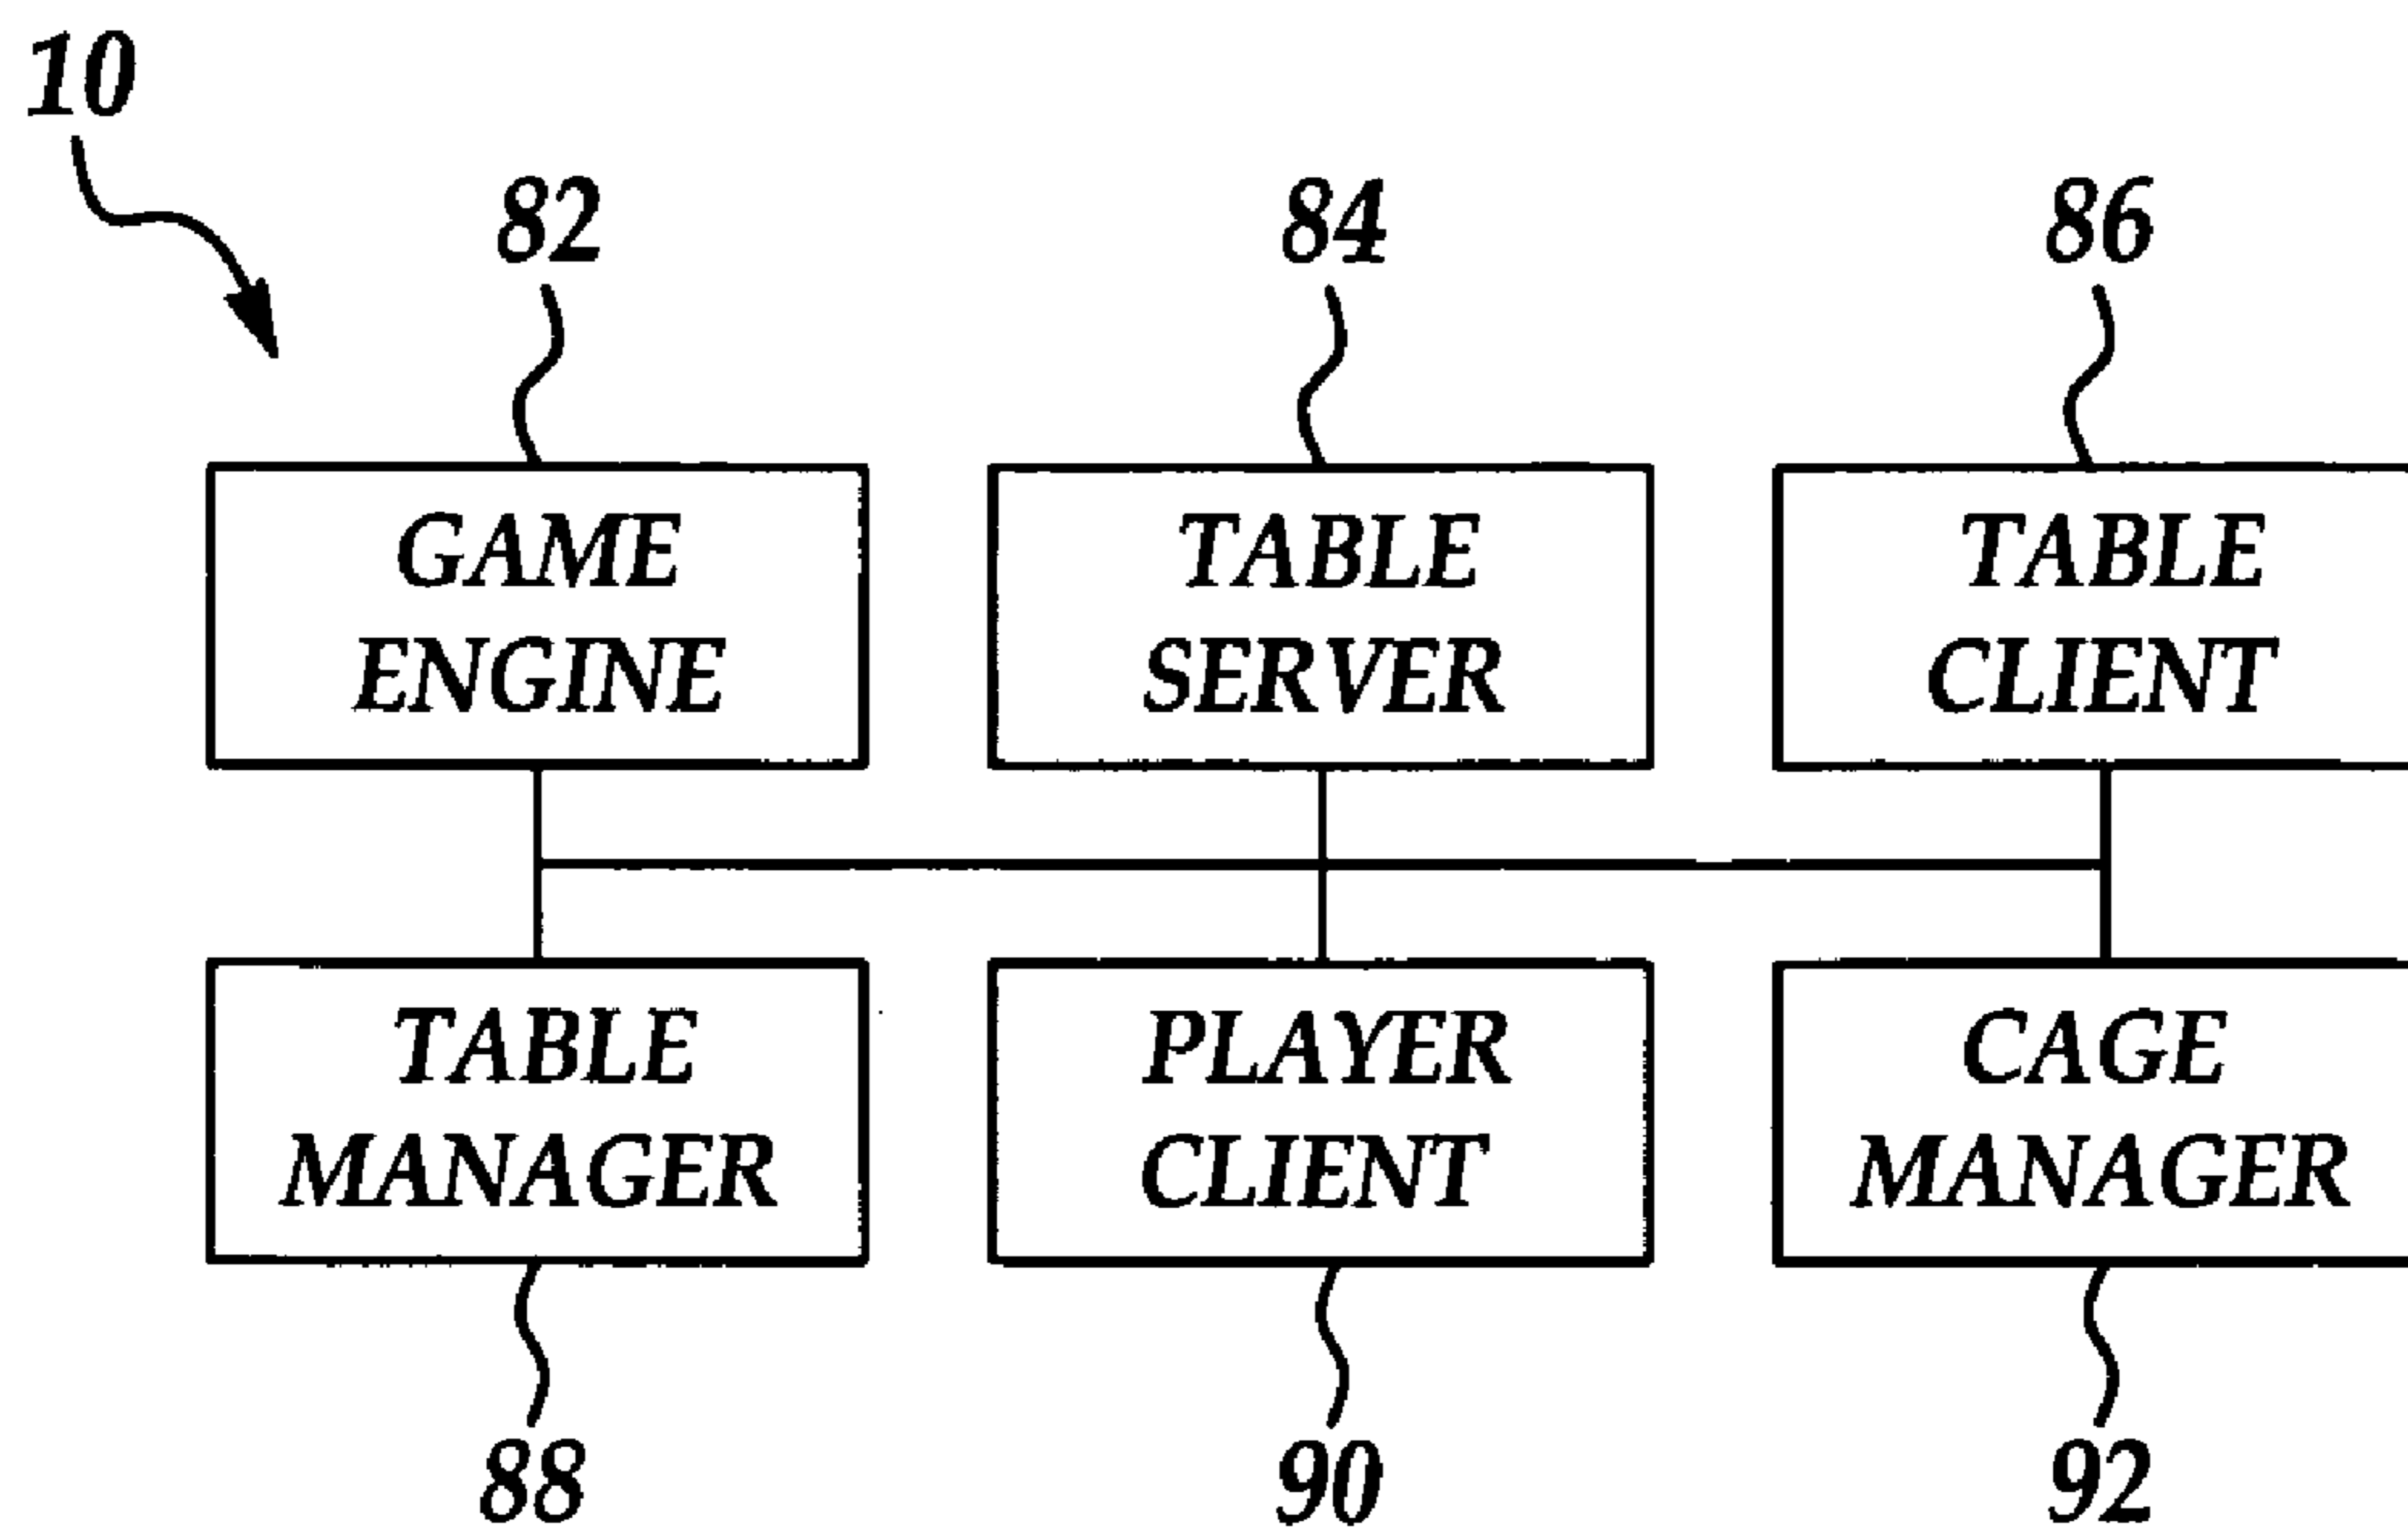 10
82
84
86
GAME
ENGINE
TABLE
SERVER
TABLE
CLIENT
TABLE
MANAGER
PLAYER
CLIENT
CAGE
MANAGER
88
90
92